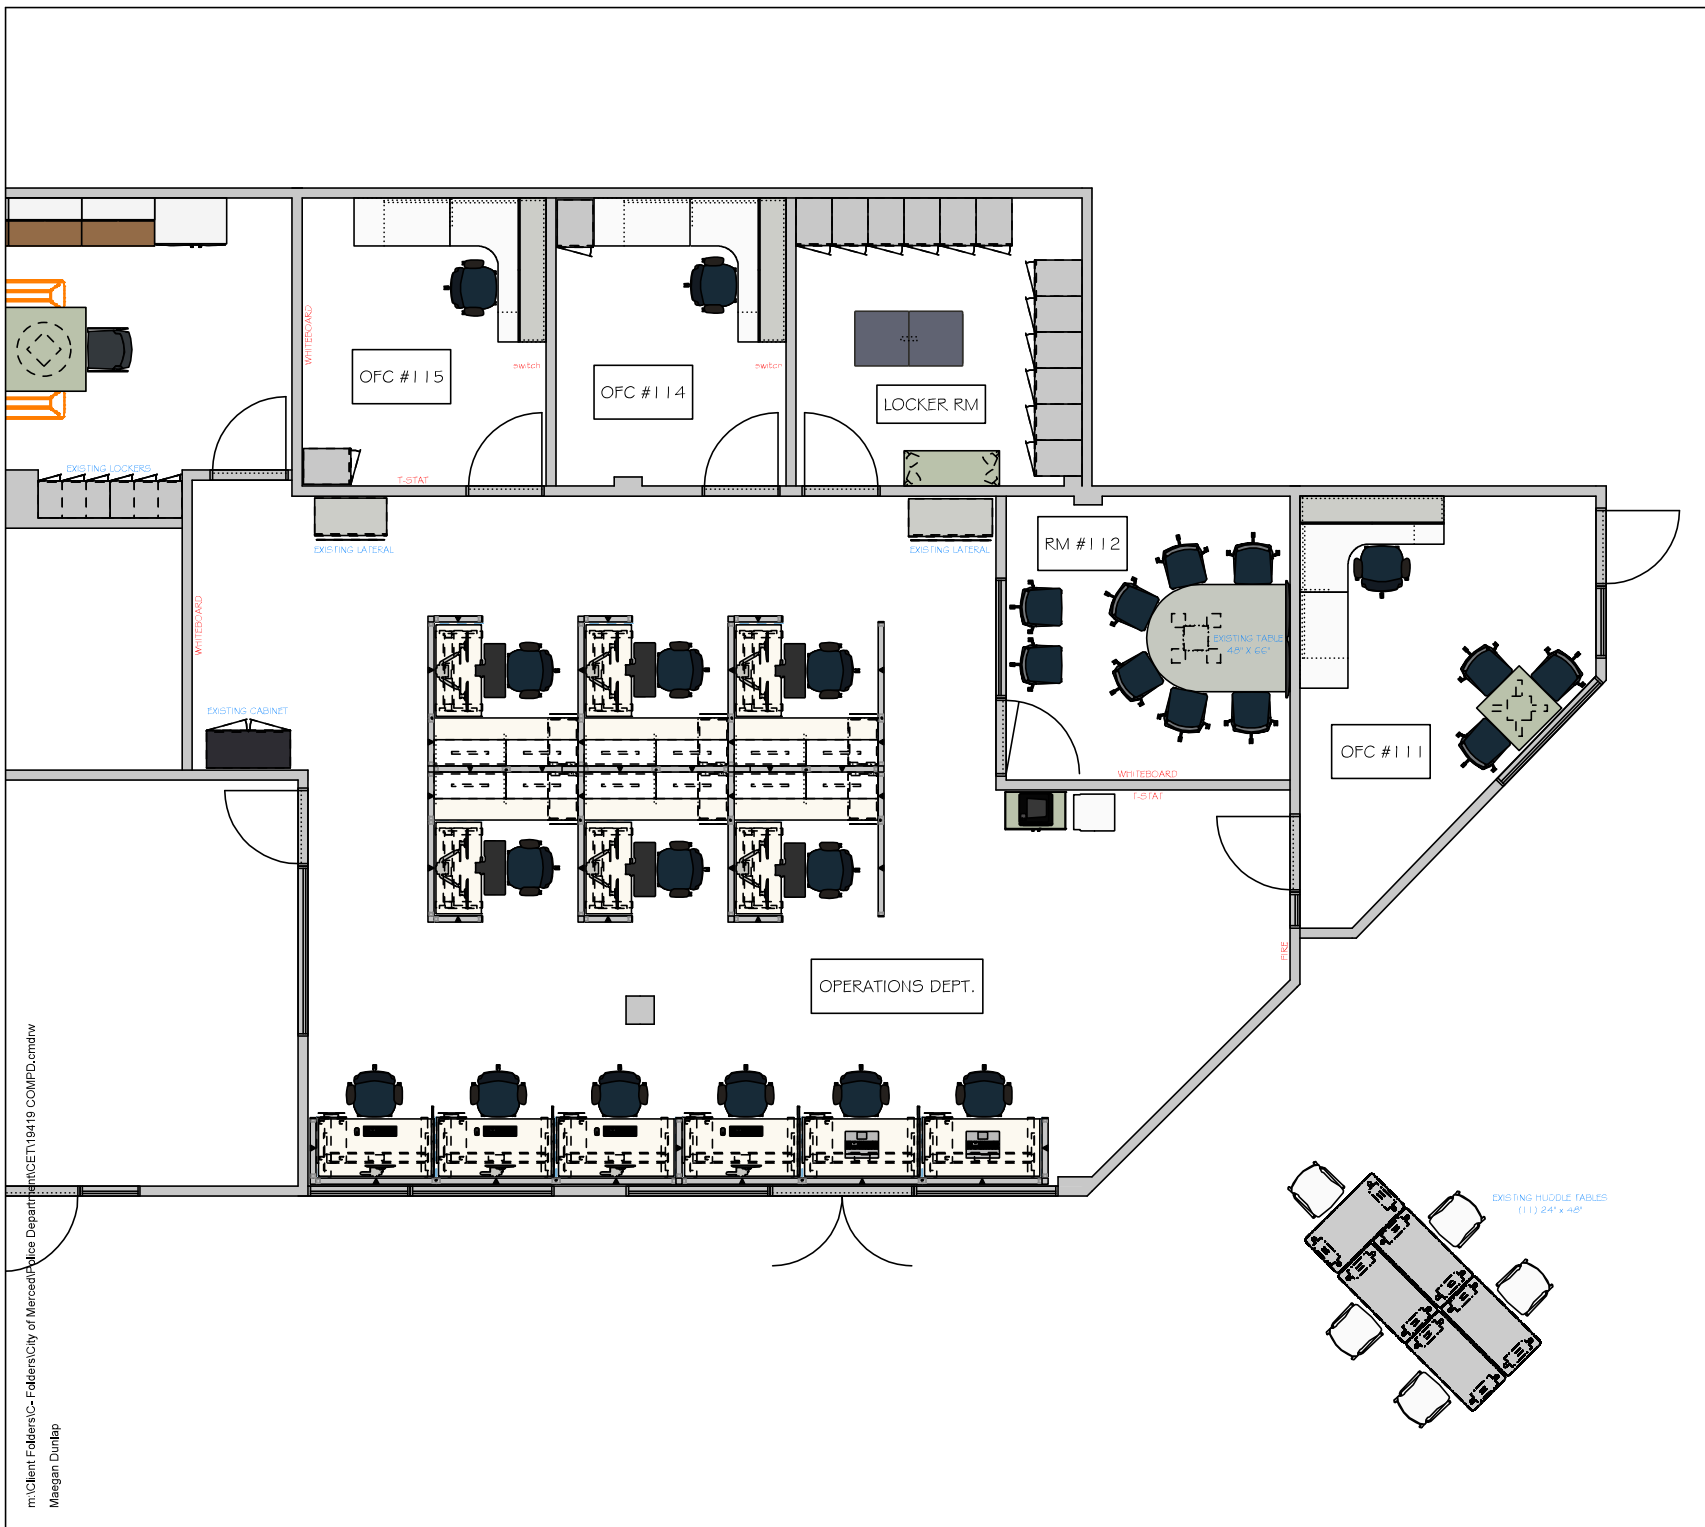 WHITEBOARD
OFC #115
switch
OFC #114
switch
LOCKER RM
EXISTING LOCKERS
T-STAT
EXISTING LATERAL
EXISTING LATERAL
RM #112
WHITEBOARD
EXISTING TABLE
48" X 66"
EXISTING CABINET
OFC #111
WHITEBOARD
T-STAT
FIRE
OPERATIONS DEPT.
EXISTING HUDDLE TABLES
(11) 24" x 48"
m:\Client Folders\C- Folders\City of Merced\Police Department\CET\194419 COMPD.cmdrw
Maegan Dunlap